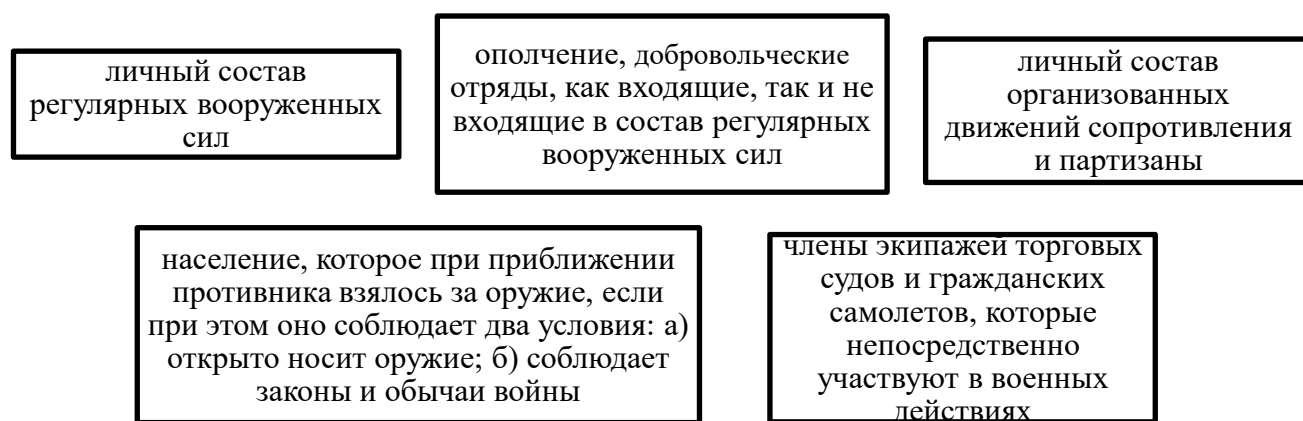 личный состав
регулярных вооруженных
сил
ополчение, добровольческие
отряды, как входящие, так и не
входящие в состав регулярных
вооруженных сил
личный состав
организованных
движений сопротивления
и партизаны
население, которое при приближении
противника взялось за оружие, если
при этом оно соблюдает два условия: а)
открыто носит оружие; б) соблюдает
законы и обычаи войны
члены экипажей торговых
судов и гражданских
самолетов, которые
непосредственно
участвуют в военных
действиях